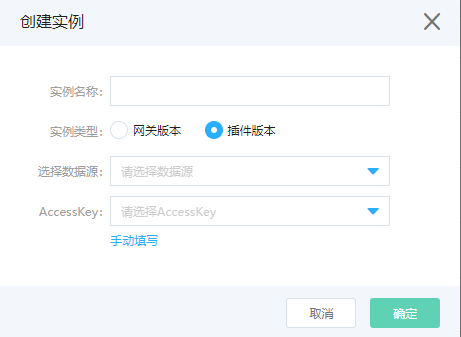 创建实例
实例名称：
实例类型： 网关版本 插件版本
选择数据源： 请选择数据源
AccessKey： 请选择AccessKey
手动填写
取消 确定